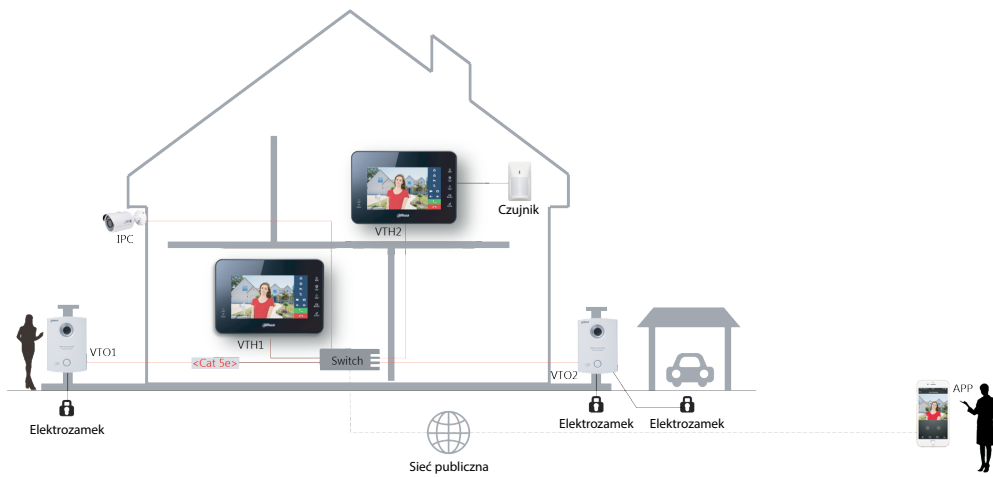 Czujnik
IPC
VTH2
VTH1
VTO1
<Cat 5e>
Switch
VTO2
APP
Elektrozamek
Elektrozamek
Elektrozamek
Sieć publiczna